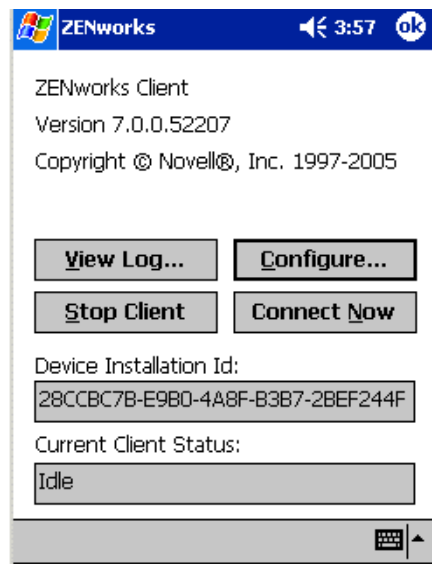 ZENworks 3:57 ok
ZENworks Client
Version 7.0.0.52207
Copyright © Novell®, Inc. 1997-2005
View Log... Configure...
Stop Client Connect Now
Device Installation Id:
28CCBC7B-E9B0-4A8F-B3B7-2BEF244F
Current Client Status:
Idle